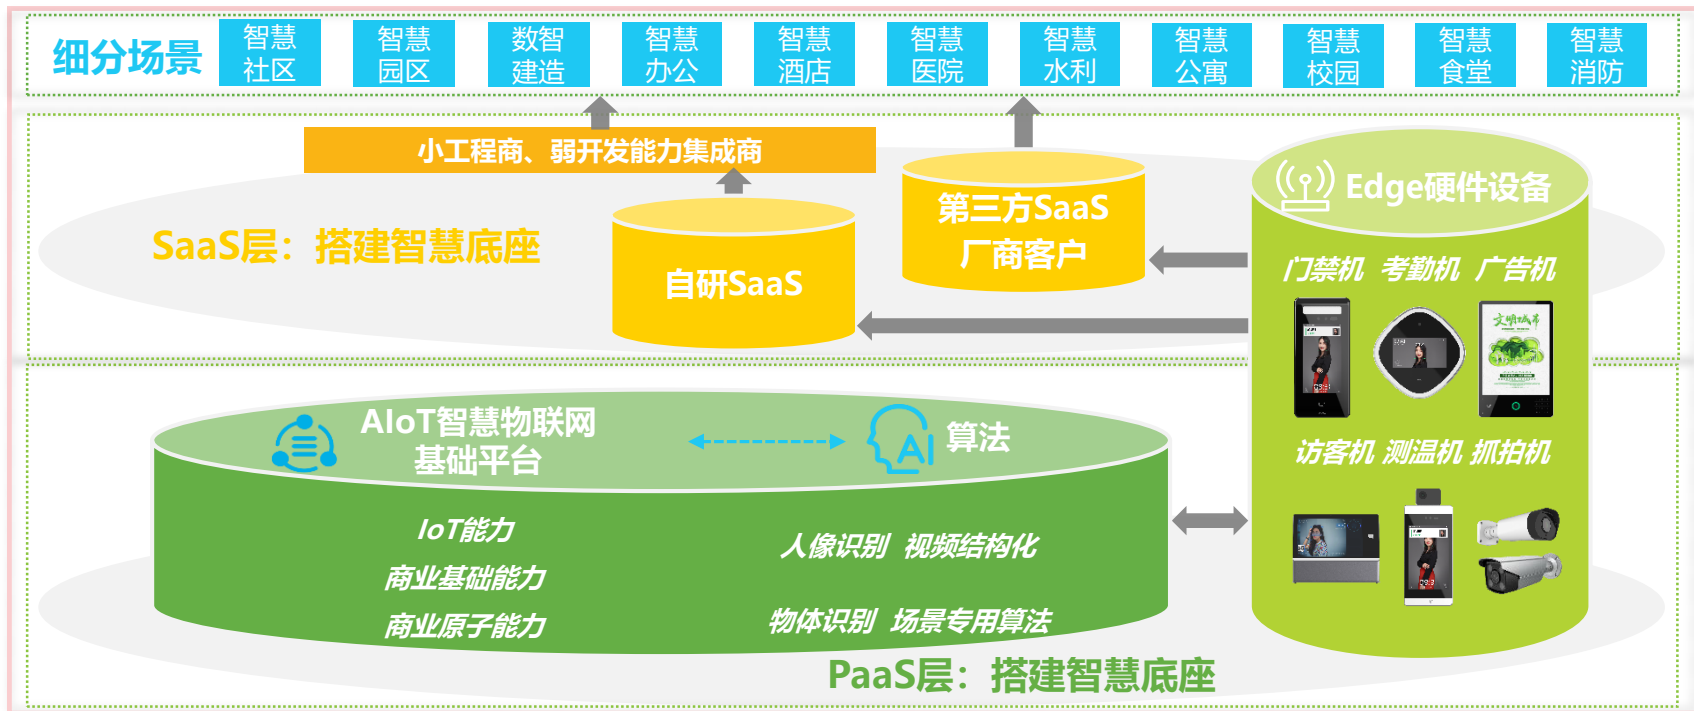 细分场景
智慧
社区
智慧
园区
数智
建造
智慧
办公
智慧
酒店
智慧
医院
智慧
水利
智慧
公寓
智慧
校园
智慧
食堂
智慧
消防
小工程商、弱开发能力集成商
SaaS层：搭建智慧底座
自研SaaS
第三方SaaS
厂商客户
Edge硬件设备
门禁机 考勤机 广告机
文明城市
访客机 测温机 抓拍机
AIoT智慧物联网
基础平台
AI
算法
IoT能力
商业基础能力
商业原子能力
人像识别 视频结构化
物体识别 场景专用算法
PaaS层：搭建智慧底座